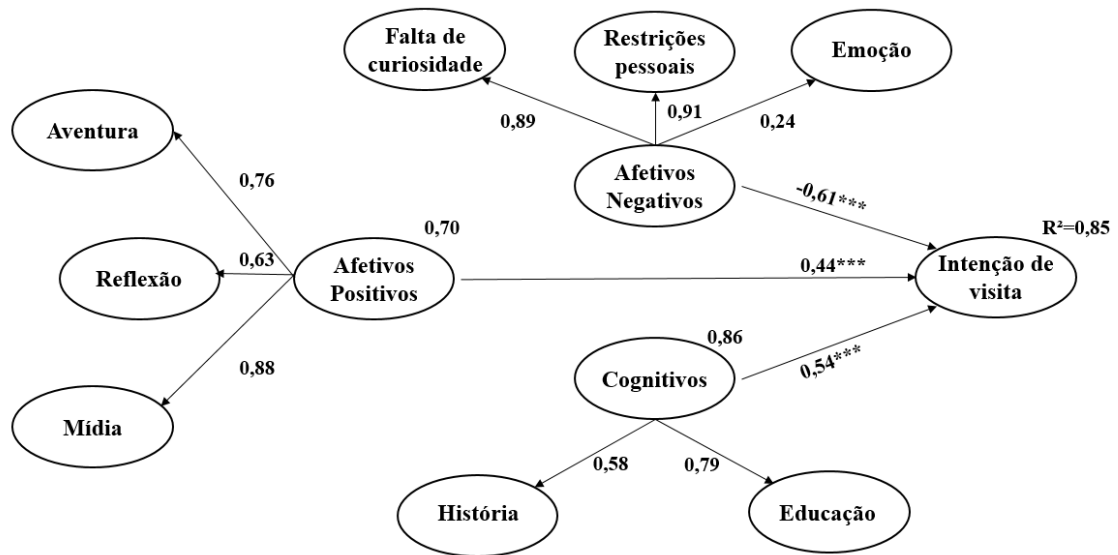 Falta de
curiosidade
Restrições
pessoais
Emoção
Aventura
0,89
0,91
0,24
Afetivos
Negativos
0,76
-0,61***
0,70
R²=0,85
Reflexão
0,63
Afetivos
Positivos
0,44***
Intenção de
visita
0,86
0,88
Cognitivos
0,54***
Mídia
0,58
0,79
História
Educação